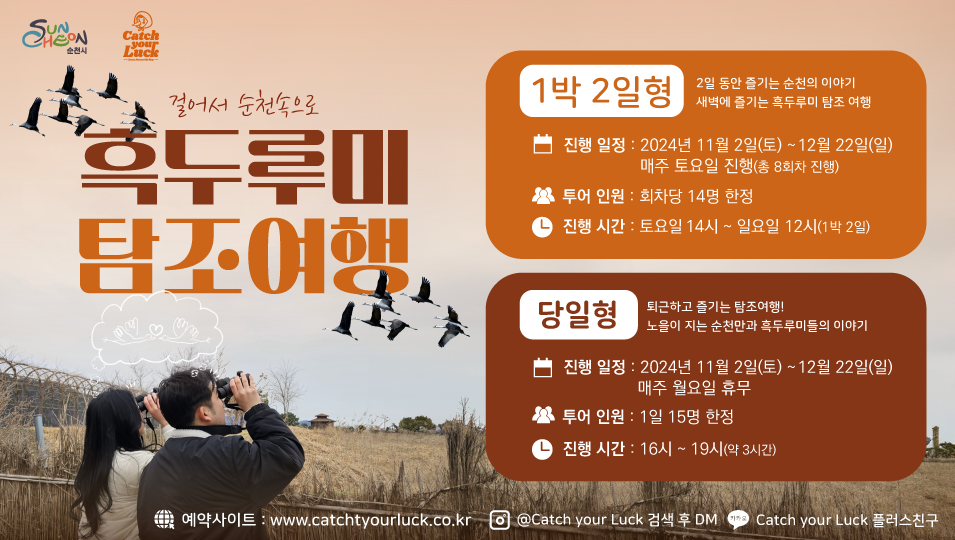 SUNCHEON
순천시
Catch
your
Luck
걸어서 순천속으로
흑두루미
탐조여행
1박 2일형
2일 동안 즐기는 순천의 이야기
새벽에 즐기는 흑두루미 탐조 여행
진행 일정 : 2024년 11월 2일(토) ~ 12월 22일(일)
매주 토요일 진행(총 8회차 진행)
투어 인원 : 회차당 14명 한정
진행 시간 : 토요일 14시 ~ 일요일 12시(1박 2일)
당일형
퇴근하고 즐기는 탐조여행!
노을이 지는 순천만과 흑두루미들의 이야기
진행 일정 : 2024년 11월 2일(토) ~ 12월 22일(일)
매주 월요일 휴무
투어 인원 : 1일 15명 한정
진행 시간 : 16시 ~ 19시(약 3시간)
예약사이트 : www.catchtyourluck.co.kr @Catch your Luck 검색 후 DM Catch your Luck 플러스친구